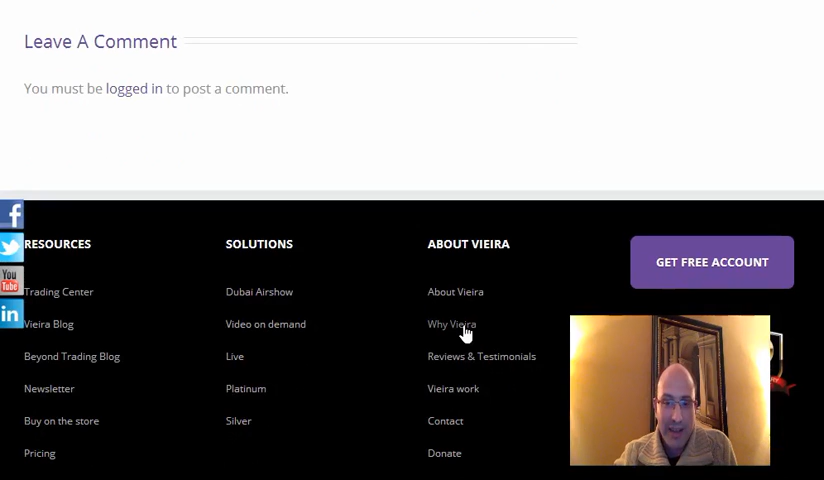 Leave A Comment
You must be logged in to post a comment.
RESOURCES
Trading Center
Vieira Blog
Beyond Trading Blog
Newsletter
Buy on the store
Pricing
SOLUTIONS
Dubai Airshow
Video on demand
Live
Platinum
Silver
ABOUT VIEIRA
About Vieira
Why Vieira
Reviews & Testimonials
Vieira work
Contact
Donate
GET FREE ACCOUNT
f
You
Tube
in